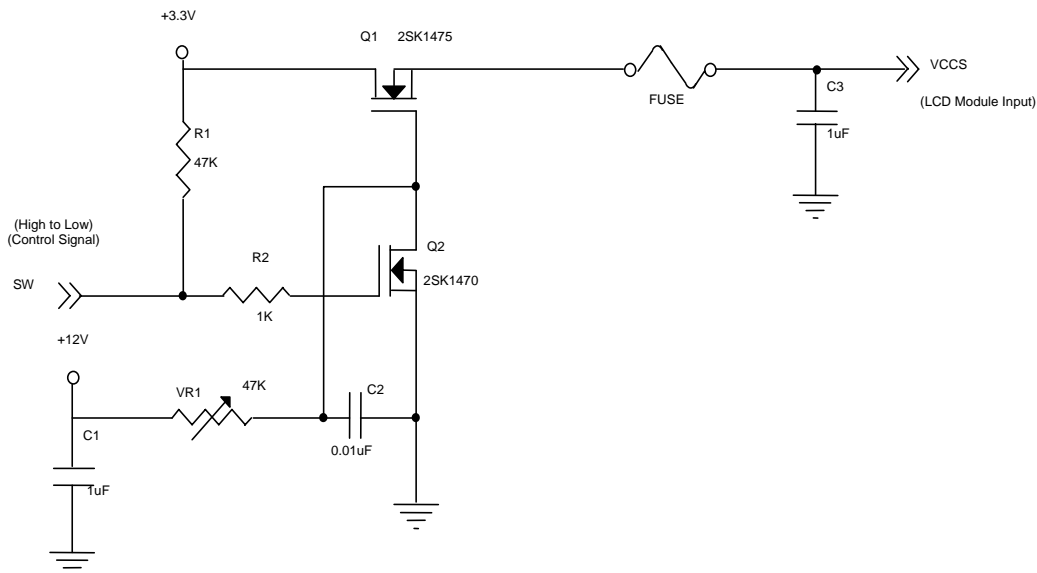 +3.3V
Q1 2SK1475
VCCS
FUSE
C3
(LCD Module Input)
R1
1uF
47K
(High to Low)
(Control Signal)
Q2
R2
SW
2SK1470
1K
+12V
VR1
47K
C2
C1
0.01uF
1uF